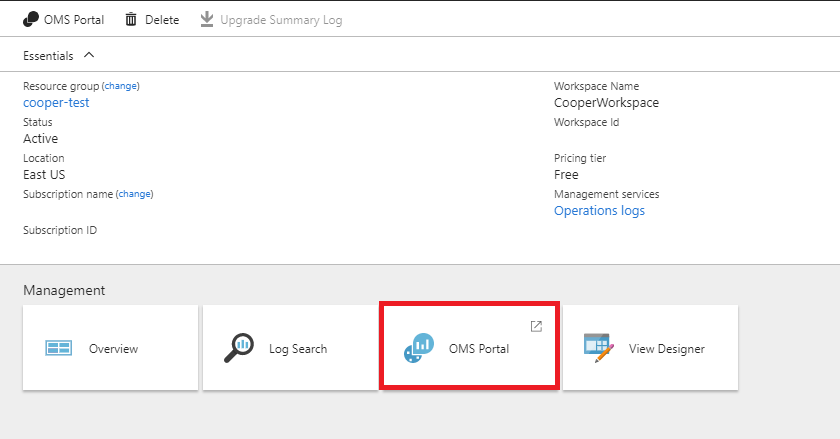 OMS Portal Delete Upgrade Summary Log
Essentials
Resource group (change)
cooper-test
Status
Active
Location
East US
Subscription name (change)
Subscription ID
Workspace Name
CooperWorkspace
Workspace Id
Pricing tier
Free
Management services
Operations logs
Management
Overview Log Search OMS Portal View Designer